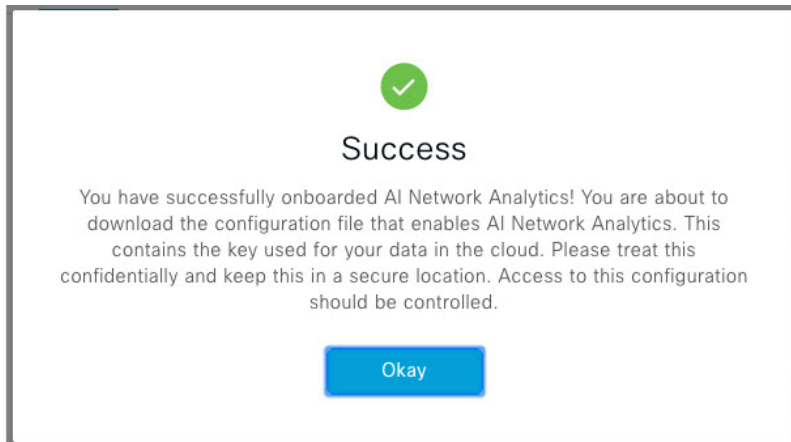 Success
You have successfully onboarded AI Network Analytics! You are about to
download the configuration file that enables AI Network Analytics. This
contains the key used for your data in the cloud. Please treat this
confidentially and keep this in a secure location. Access to this configuration
should be controlled.
Okay